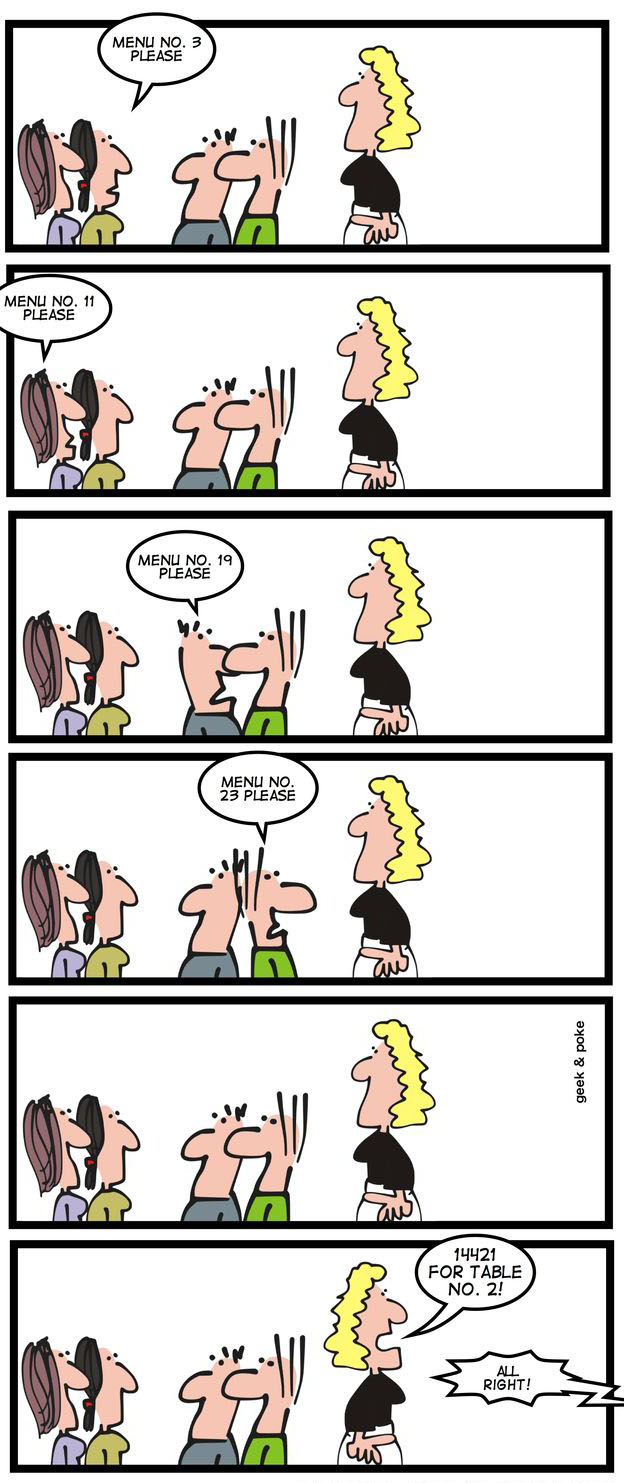 MENU NO. 3
PLEASE
MENU NO. 11
PLEASE
MENU NO. 19
PLEASE
MENU NO.
23 PLEASE
geek & poke
14421
FOR TABLE
NO. 2!
ALL
RIGHT!